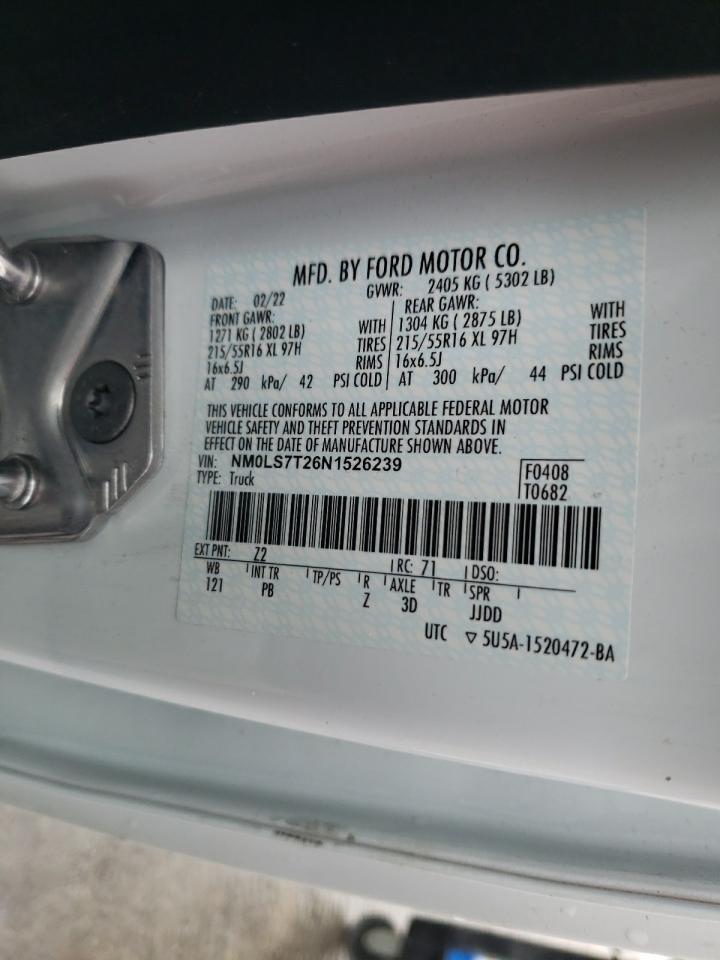 MFD. BY FORD MOTOR CO.
DATE: 02/22 GVWR: 2405 KG ( 5302 LB)
FRONT GAWR: REAR GAWR:
1271 KG ( 2802 LB) WITH 1304 KG ( 2875 LB) WITH
215/55R16 XL 97H TIRES 215/55R16 XL 97H TIRES
16x6.5J RIMS 16x6.5J RIMS
AT 290 kPa/ 42 PSI COLD AT 300 kPa/ 44 PSI COLD
THIS VEHICLE CONFORMS TO ALL APPLICABLE FEDERAL MOTOR
VEHICLE SAFETY AND THEFT PREVENTION STANDARDS IN
EFFECT ON THE DATE OF MANUFACTURE SHOWN ABOVE.
VIN: NM0LS7T26N1526239 F0408
TYPE: Truck T0682
EXT PNT: Z2 RC: 71 DSO:
WB INT TR TP/PS R AXLE TR SPR
121 PB Z 3D JJDD
UTC ▽ 5U5A-1520472-BA